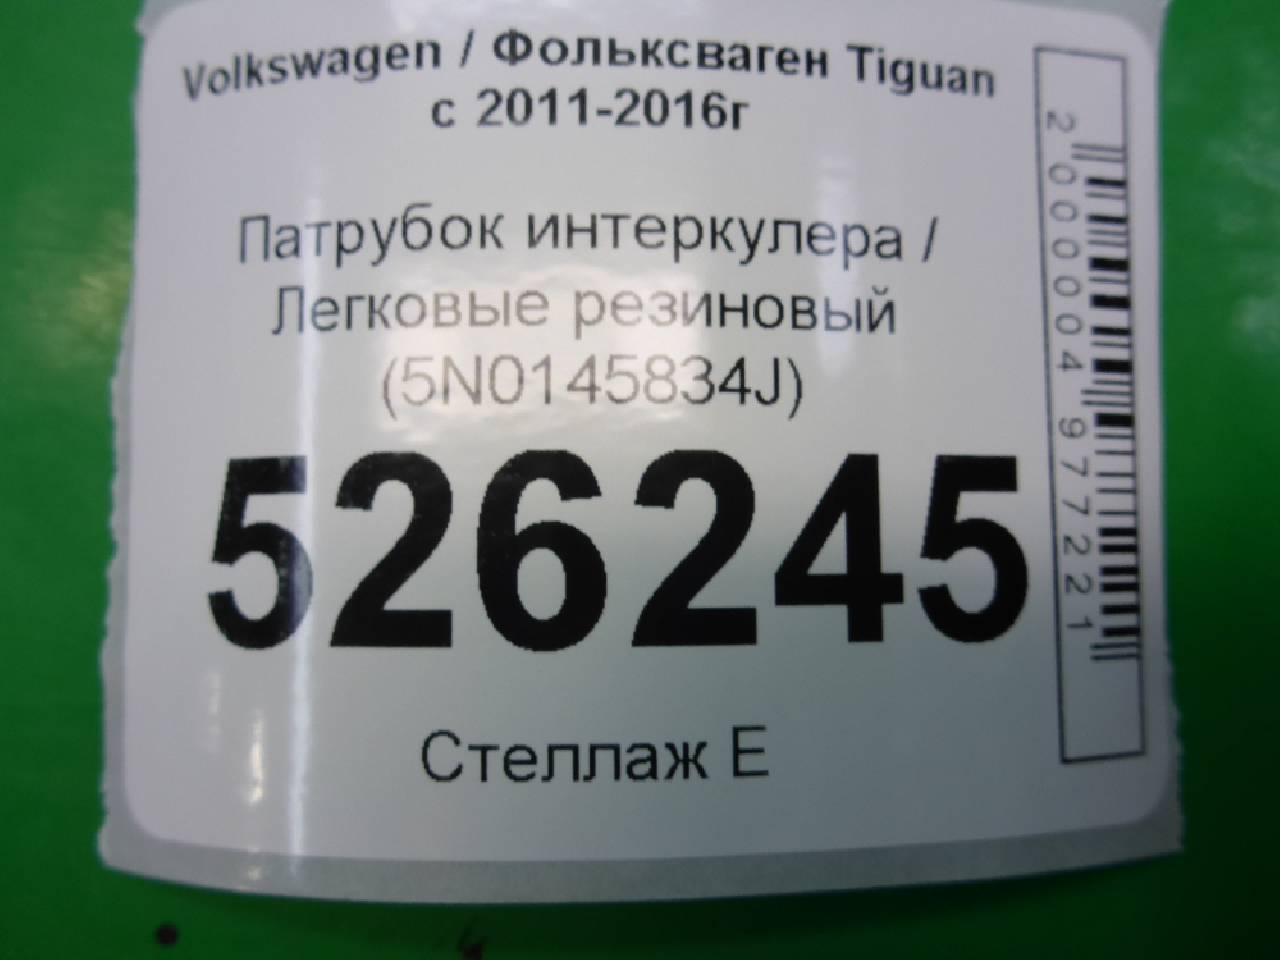 Volkswagen / Фольксваген Tiguan
с 2011-2016г
Патрубок интеркулера /
Легковые резиновый
(5N0145834J)
526245
Стеллаж Е
2000004977221